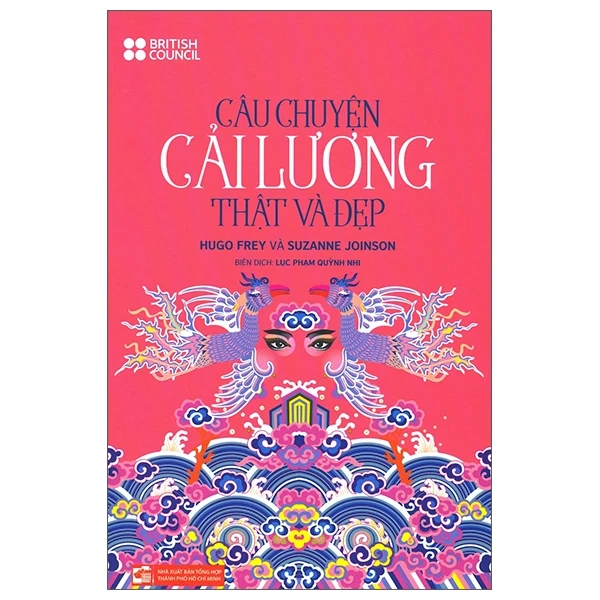 BRITISH
COUNCIL
CÂU CHUYỆN
CẢI LƯƠNG
THẬT VÀ ĐẸP
HUGO FREY VÀ SUZANNE JOINSON
BIÊN DỊCH: LỤC PHẠM QUỲNH NHI
NHÀ XUẤT BẢN TỔNG HỢP
THÀNH PHỐ HỒ CHÍ MINH